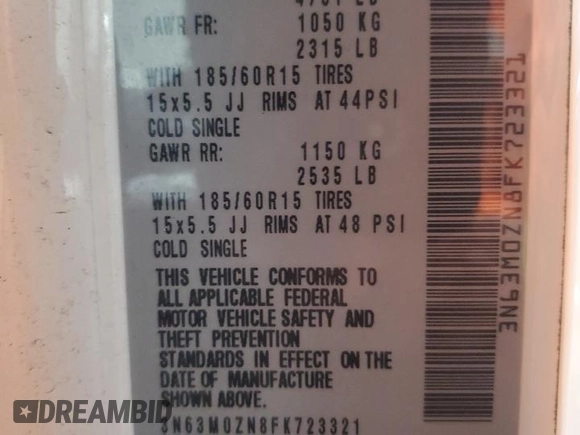 GAWR FR: 1050 KG
2315 LB
WITH 185/60R15 TIRES
15x5.5 JJ RIMS AT 44PSI
COLD SINGLE
GAWR RR: 1150 KG
2535 LB
WITH 185/60R15 TIRES
15x5.5 JJ RIMS AT 48 PSI
COLD SINGLE
THIS VEHICLE CONFORMS TO
ALL APPLICABLE FEDERAL
MOTOR VEHICLE SAFETY AND
THEFT PREVENTION
STANDARDS IN EFFECT ON THE
DATE OF MANUFACTURE
SHOWN ABOVE.
3N63M0ZN8FK723321
3N63M0ZN8FK723321
DREAMBID